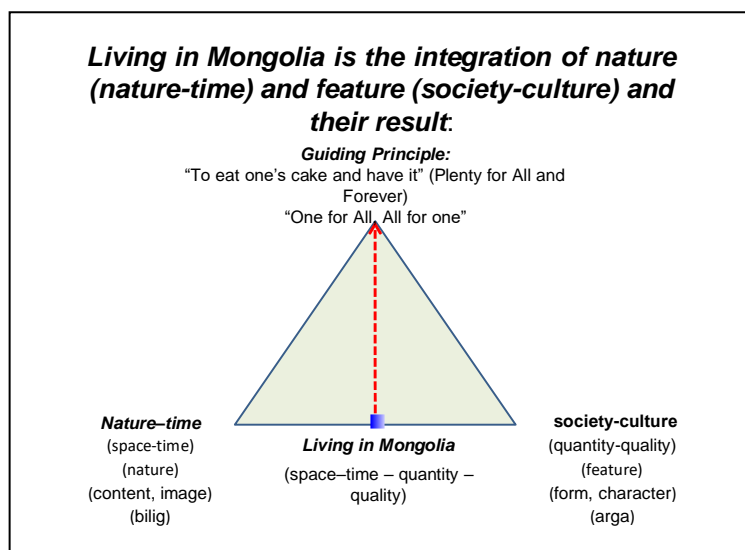 Living in Mongolia is the integration of nature
(nature-time) and feature (society-culture) and
their result:
Guiding Principle:
“To eat one’s cake and have it” (Plenty for All and
Forever)
“One for All, All for one”
Nature–time
(space-time)
(nature)
(content, image)
(bilig)
Living in Mongolia
(space–time – quantity –
quality)
society-culture
(quantity-quality)
(feature)
(form, character)
(arga)